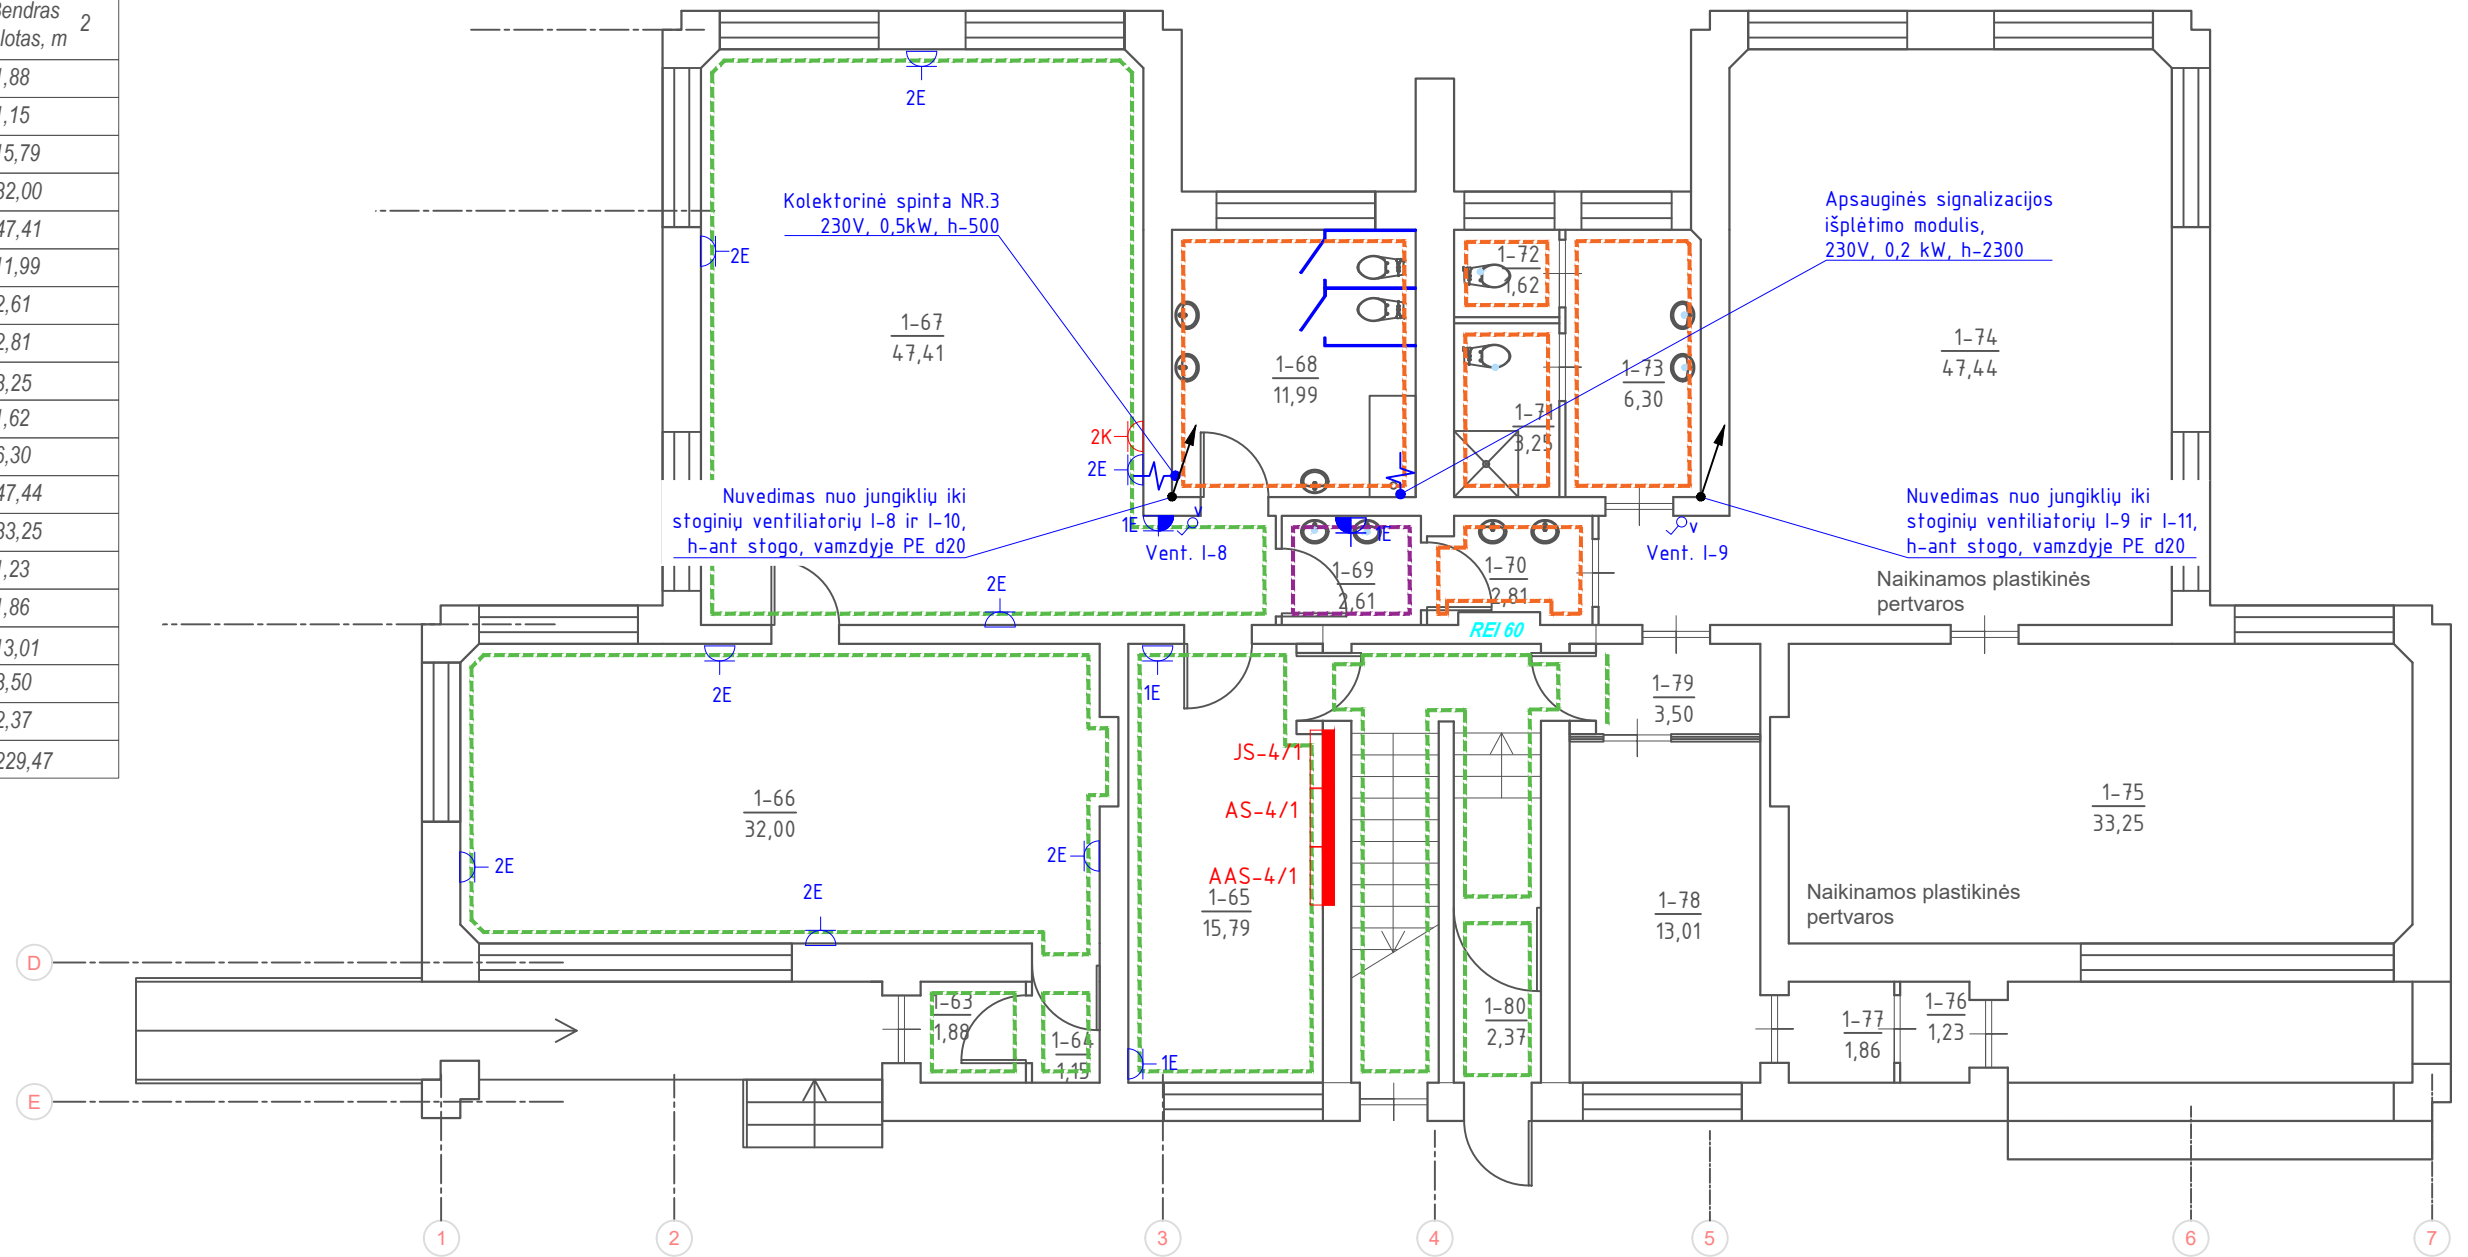 Bendras
plotas, m 2
1,88
1,15
15,79
32,00
47,41
11,99
2,61
2,81
3,25
1,62
6,30
47,44
33,25
1,23
1,86
13,01
3,50
2,37
229,47
2E
2E
Kolektorinė spinta NR.3
230V, 0,5kW, h-500
Apsauginės signalizacijos
išplėtimo modulis,
230V, 0,2 kW, h-2300
1-67
47,41
1-68
11,99
1-72
1,62
1-71
3,25
1-73
6,30
1-74
47,44
2K
2E
Nuvedimas nuo jungiklių iki
stoginių ventiliatorių I-8 ir I-10,
h-ant stogo, vamzdyje PE d20
1E
v
Vent. I-8
1E
1-69
2,61
1-70
2,81
v
Vent. I-9
Nuvedimas nuo jungiklių iki
stoginių ventiliatorių I-9 ir I-11,
h-ant stogo, vamzdyje PE d20
Naikinamos plastikinės
pertvaros
2E
REI 60
2E
1E
1-79
3,50
JS-4/1
AS-4/1
AAS-4/1
1-66
32,00
2E
2E
2E
1-65
15,79
1-78
13,01
1-75
33,25
Naikinamos plastikinės
pertvaros
D
1-63
1,88
1-64
1,15
1E
1-80
2,37
1-77
1,86
1-76
1,23
E
1
2
3
4
5
6
7